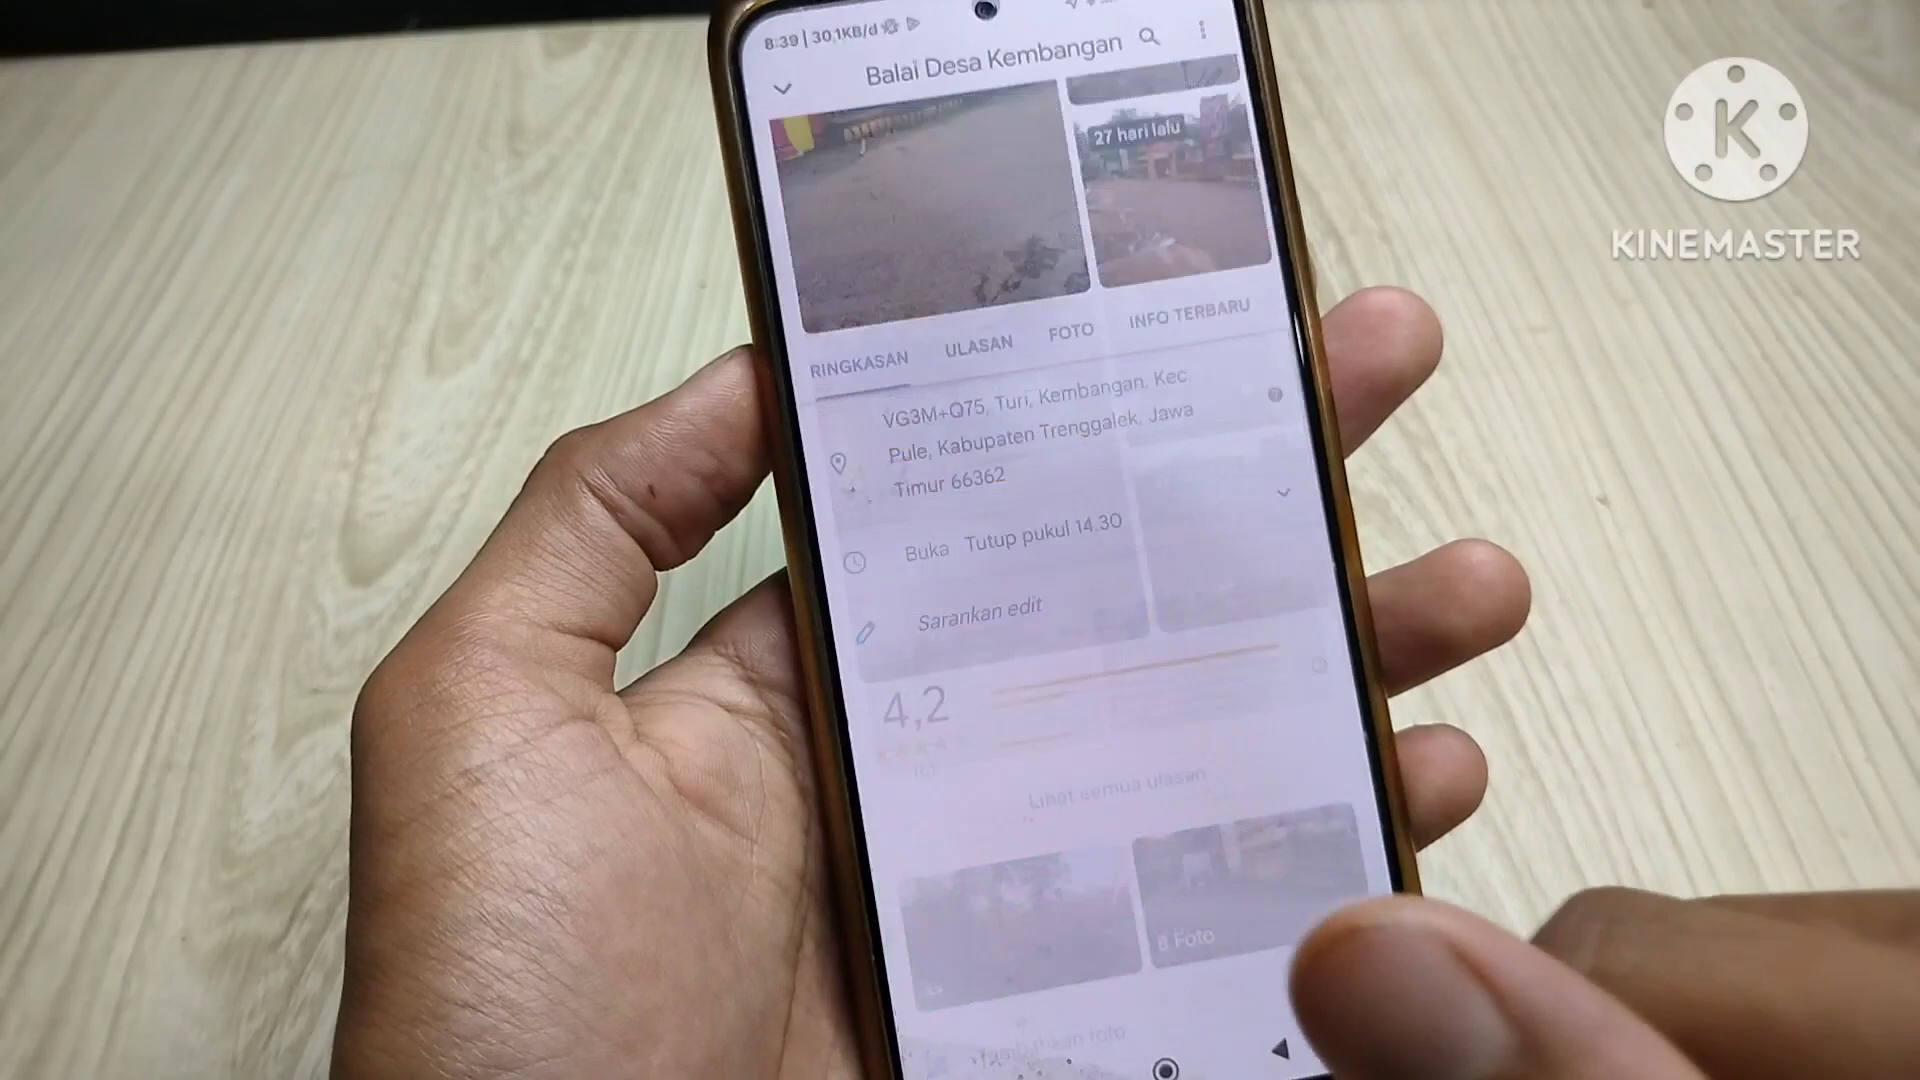 8:39 | 30,1KB/d
Balai Desa Kembangan
27 hari lalu
K
KINEMASTER
RINGKASAN
ULASAN
FOTO
INFO TERBARU
VG3M+Q75, Turi, Kembangan, Kec.
Pule, Kabupaten Trenggalek, Jawa
Timur 66362
Buka
Tutup pukul 14.30
Sarankan edit
4,2
Lihat semua ulasan
8 Foto
Tambahkan foto